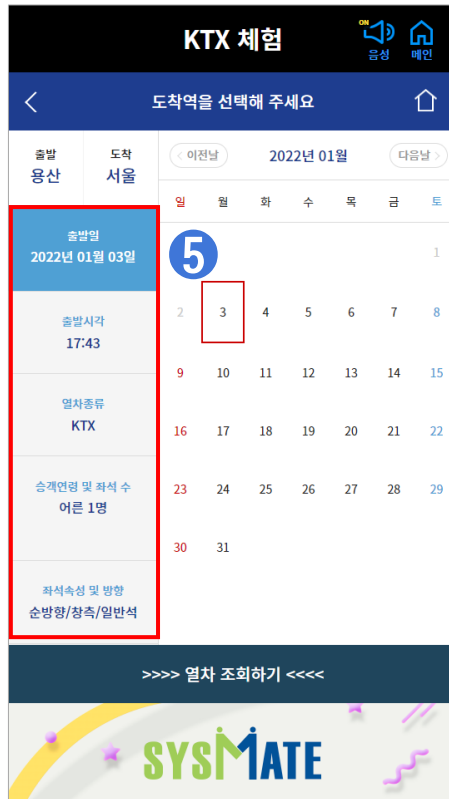 KTX 체험
ON
음성
메인
도착역을 선택해 주세요
출발
용산
도착
서울
< 이전날
2022년 01월
다음날 >
일 월 화 수 목 금 토
출발일
2022년 01월 03일
5
1
출발시각
17:43
2 3 4 5 6 7 8
9 10 11 12 13 14 15
열차종류
KTX
16 17 18 19 20 21 22
승객연령 및 좌석 수
어른 1명
23 24 25 26 27 28 29
30 31
좌석속성 및 방향
순방향/창측/일반석
>>>> 열차 조회하기 <<<<
SYSMATE